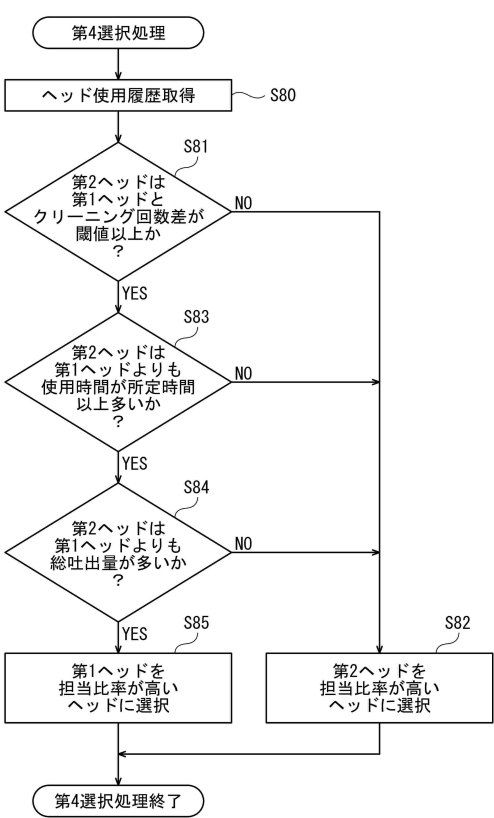 第4選択処理
ヘッド使用履歴取得
S80
S81
第2ヘッドは
第1ヘッドと
クリーニング回数差が
閾値以上か
?
NO
YES
S83
第2ヘッドは
第1ヘッドよりも
使用時間が所定時間
以上多いか
?
NO
YES
S84
第2ヘッドは
第1ヘッドよりも
総吐出量が多いか
?
NO
YES
S85
第1ヘッドを
担当比率が高い
ヘッドに選択
S82
第2ヘッドを
担当比率が高い
ヘッドに選択
第4選択処理終了